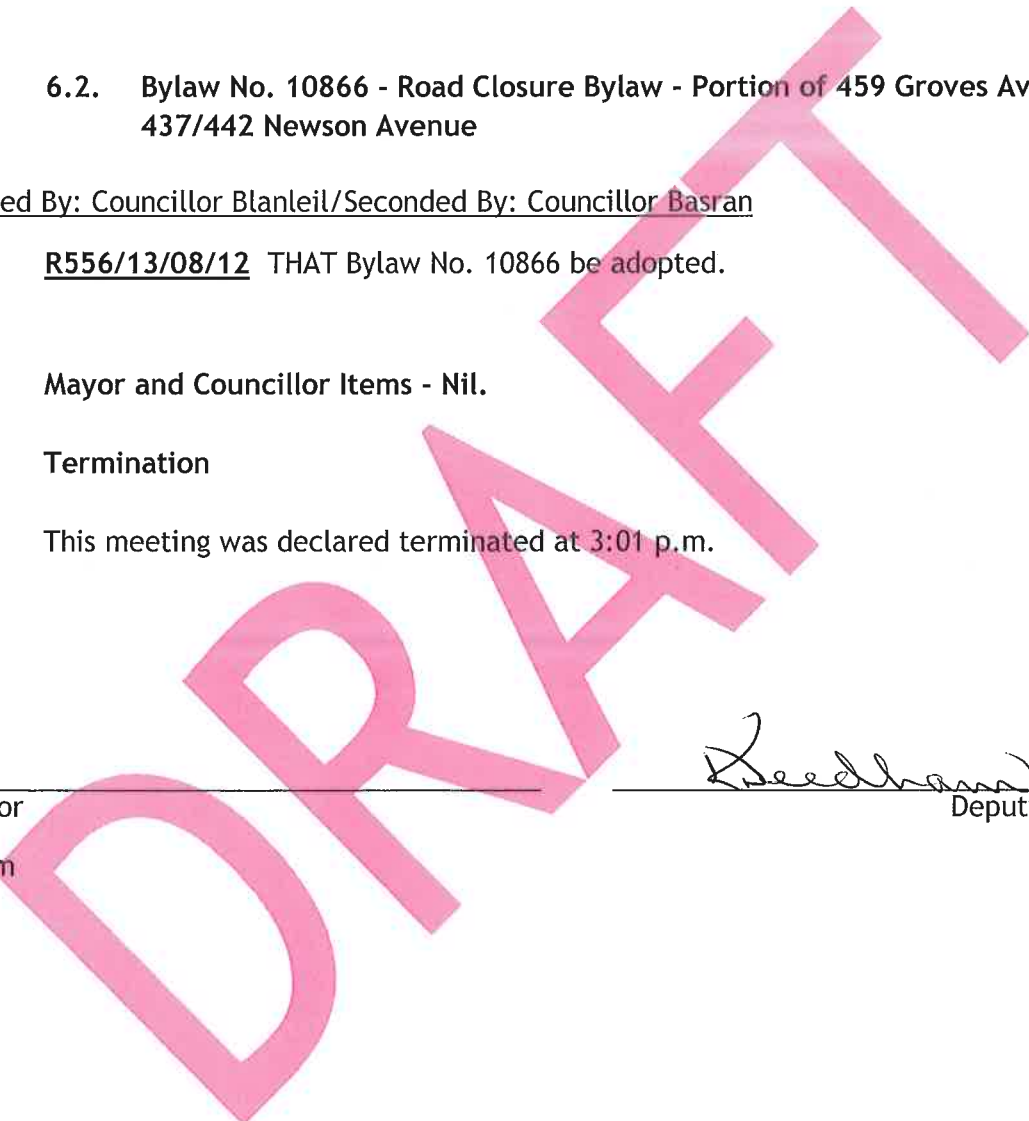 6.2. Bylaw No. 10866 - Road Closure Bylaw - Portion of 459 Groves Av
437/442 Newson Avenue
ed By: Councillor Blanleil/Seconded By: Councillor Basran
R556/13/08/12 THAT Bylaw No. 10866 be adopted.
Mayor and Councillor Items - Nil.
Termination
This meeting was declared terminated at 3:01 p.m.
or Deput
m
DRAFT